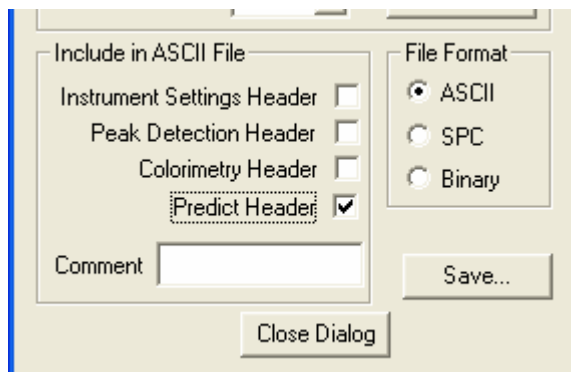 Include in ASCII File
Instrument Settings Header
Peak Detection Header
Colorimetry Header
Predict Header
Comment
File Format
ASCII
SPC
Binary
Save...
Close Dialog